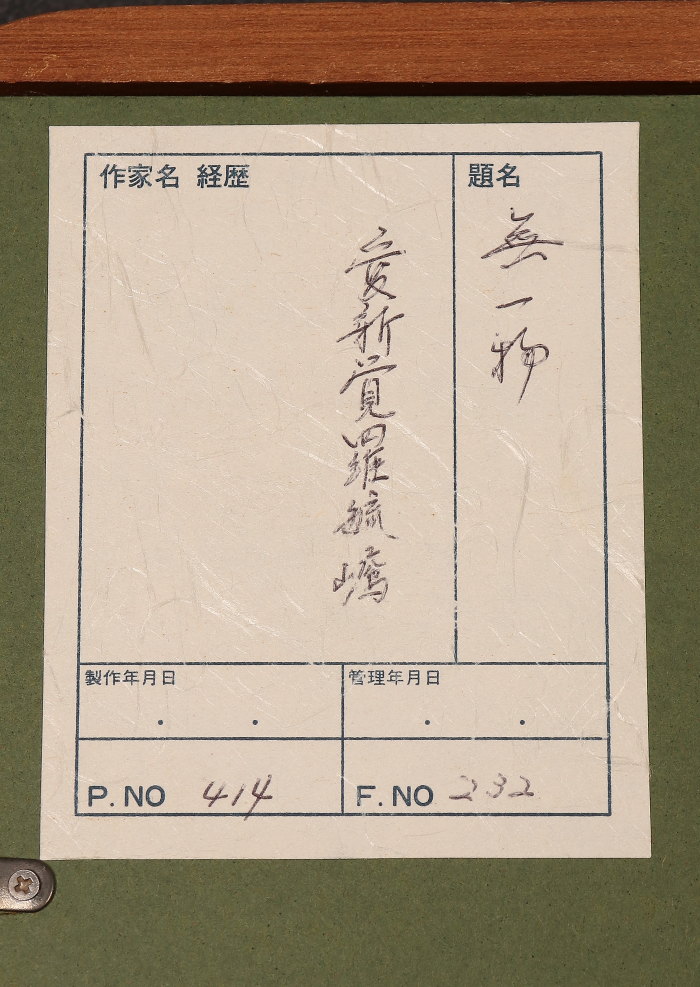 作家名 経歴
題名
無一物
愛新覚羅毓嶦
製作年月日
・ ・
管理年月日
・ ・
P. NO 414
F. NO 232